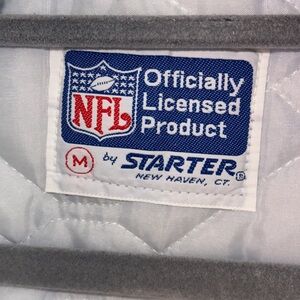 NFL
Officially
Licensed
Product
M by STARTER®
NEW HAVEN, CT.